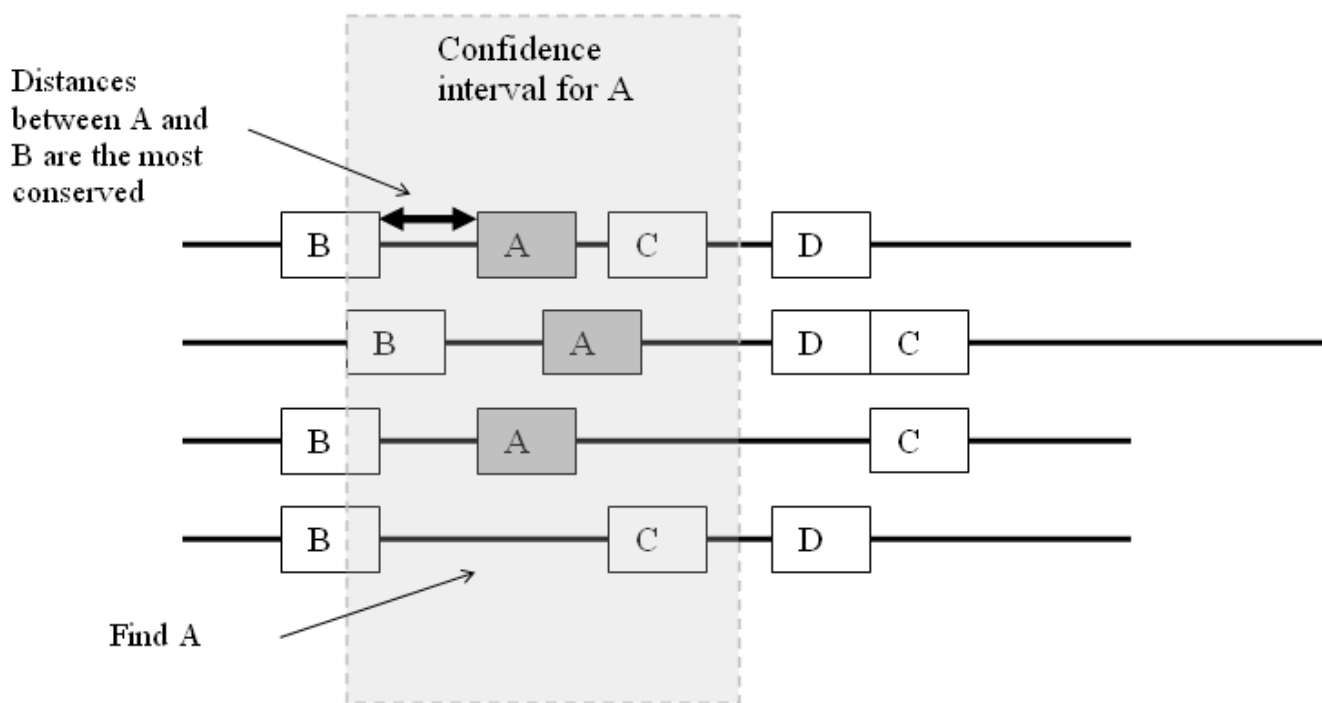 Confidence
interval for A
Distances
between A and
B are the most
conserved
B A C D
B A D C
B A C
B C D
Find A